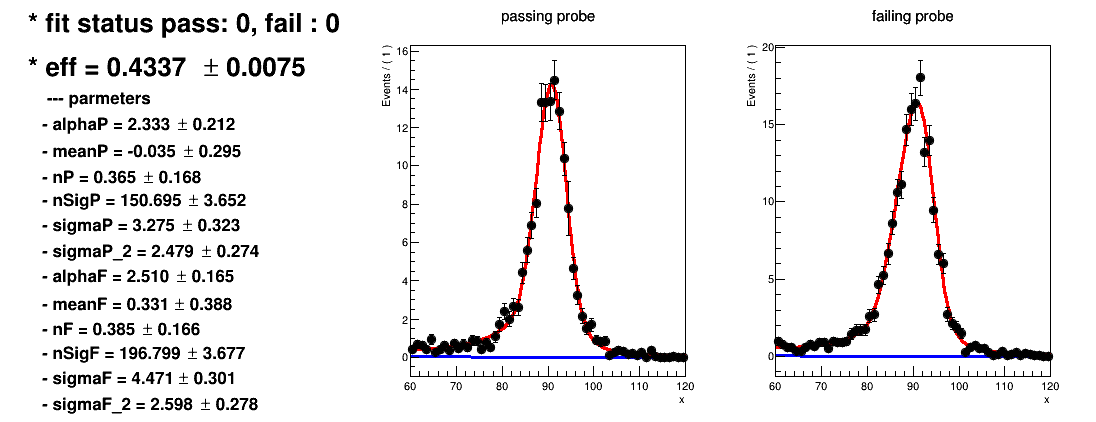 * fit status pass: 0, fail : 0
* eff = 0.4337 ± 0.0075
--- parmeters
- alphaP = 2.333 ± 0.212
- meanP = -0.035 ± 0.295
- nP = 0.365 ± 0.168
- nSigP = 150.695 ± 3.652
- sigmaP = 3.275 ± 0.323
- sigmaP_2 = 2.479 ± 0.274
- alphaF = 2.510 ± 0.165
- meanF = 0.331 ± 0.388
- nF = 0.385 ± 0.166
- nSigF = 196.799 ± 3.677
- sigmaF = 4.471 ± 0.301
- sigmaF_2 = 2.598 ± 0.278
passing probe
Events / ( 1 )
16
14
12
10
8
6
4
2
0
60 70 80 90 100 110 120
x
failing probe
Events / ( 1 )
20
15
10
5
0
60 70 80 90 100 110 120
x